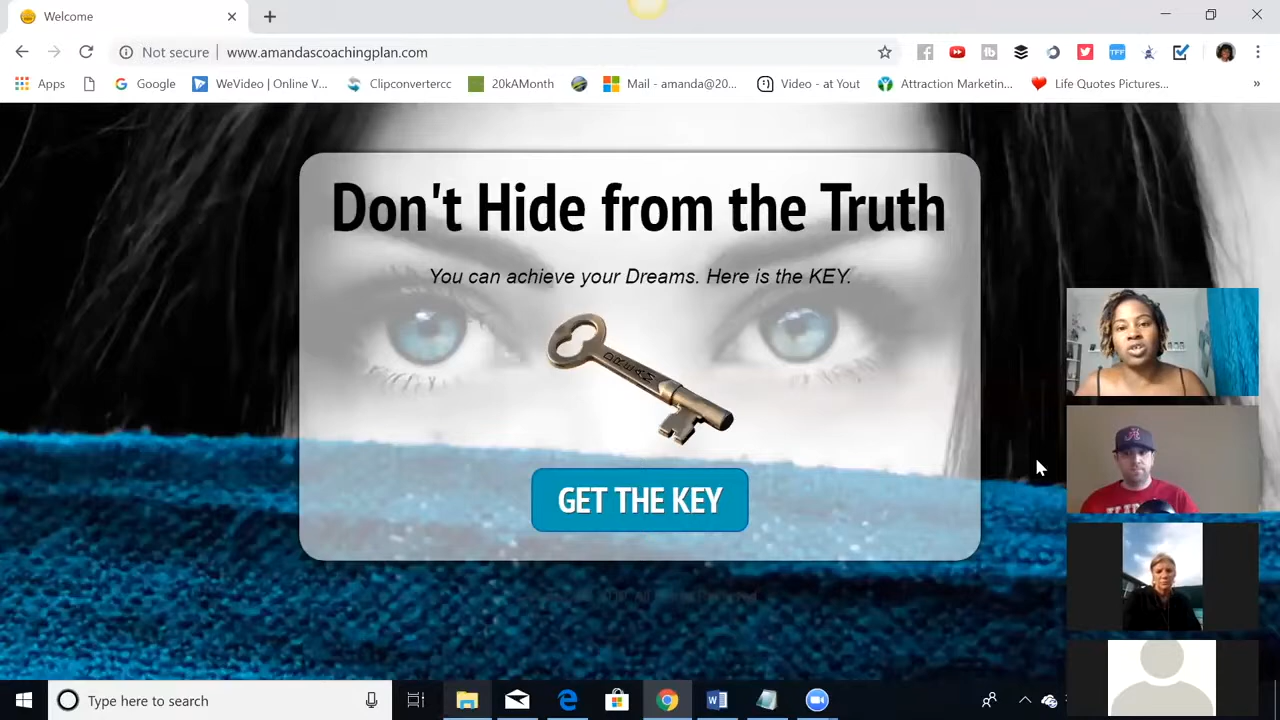 Welcome
Not secure
www.amandascoachingplan.com
TFF
Apps
Google
WeVideo | Online V...
Clipconvertercc
20kAMonth
Mail - amanda@20...
Video - at Yout
Attraction Marketin...
Life Quotes Pictures...
»
Don't Hide from the Truth
You can achieve your Dreams. Here is the KEY.
DREAM
GET THE KEY
Type here to search